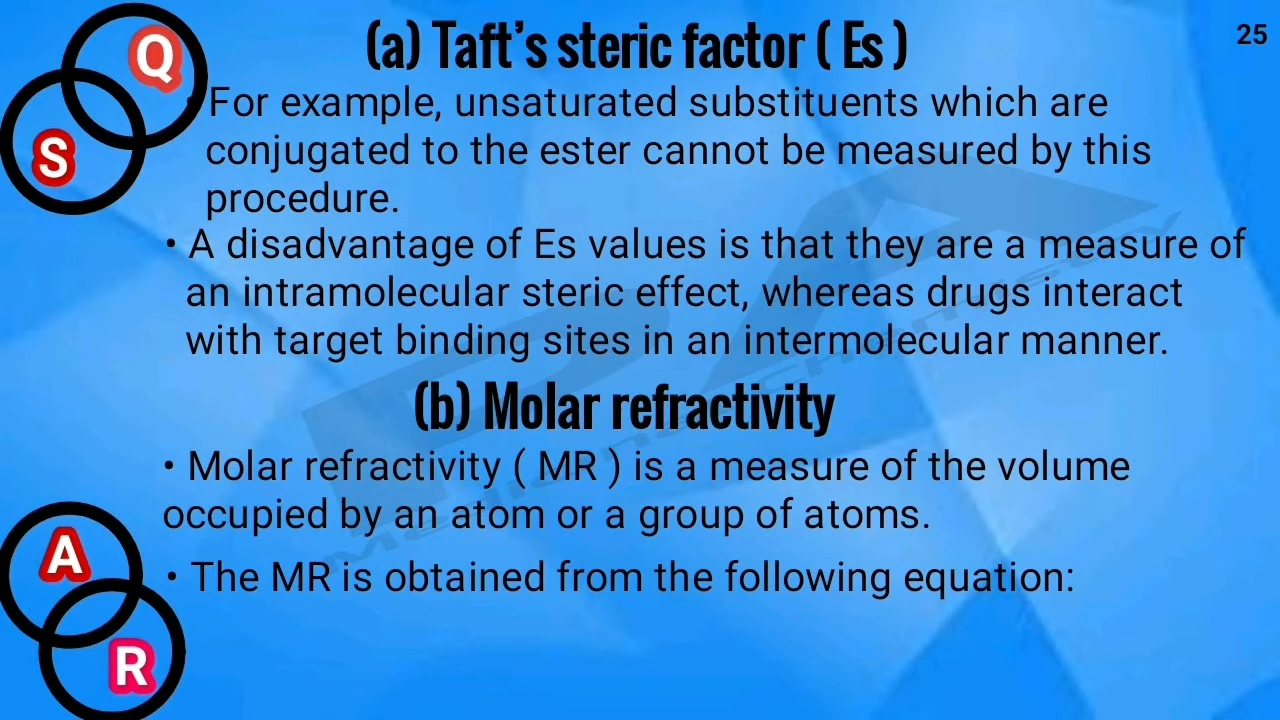 (a) Taft’s steric factor ( Es )
25
Q
S
• For example, unsaturated substituents which are
conjugated to the ester cannot be measured by this
procedure.
• A disadvantage of Es values is that they are a measure of
an intramolecular steric effect, whereas drugs interact
with target binding sites in an intermolecular manner.
(b) Molar refractivity
• Molar refractivity ( MR ) is a measure of the volume
occupied by an atom or a group of atoms.
• The MR is obtained from the following equation:
A
R